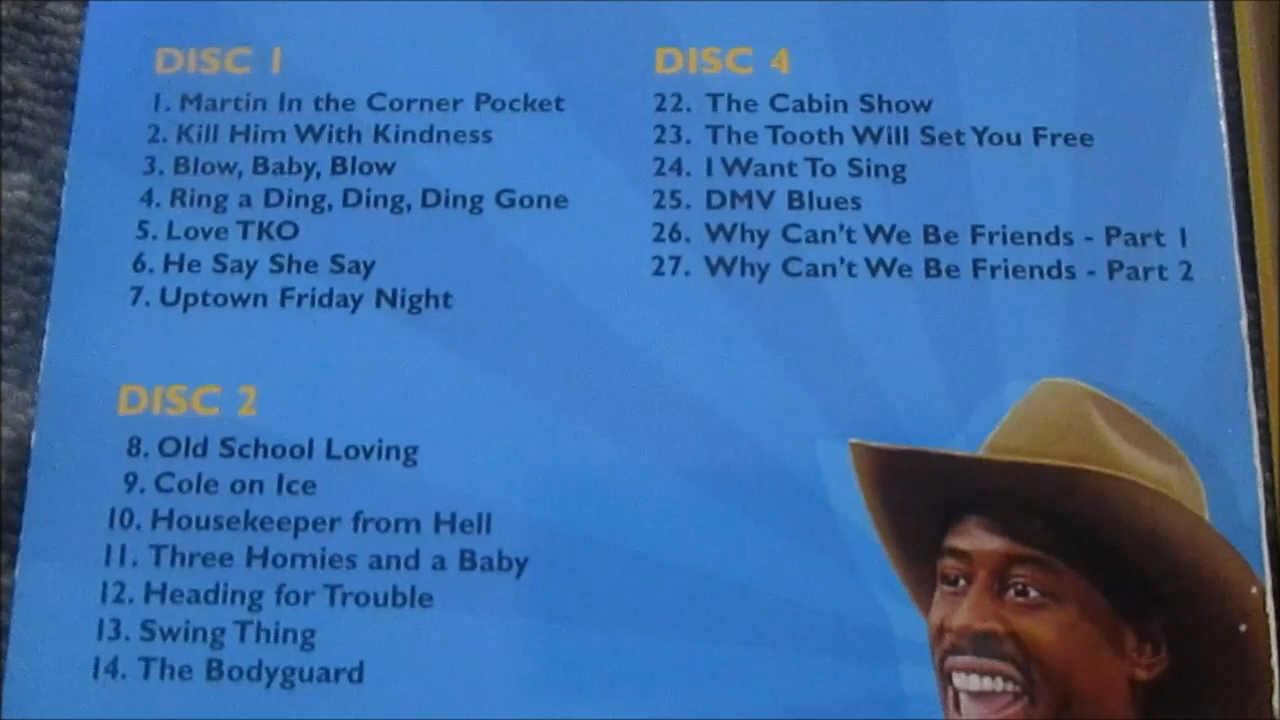 DISC 1
1. Martin In the Corner Pocket
2. Kill Him With Kindness
3. Blow, Baby, Blow
4. Ring a Ding, Ding, Ding Gone
5. Love TKO
6. He Say She Say
7. Uptown Friday Night
DISC 2
8. Old School Loving
9. Cole on Ice
10. Housekeeper from Hell
11. Three Homies and a Baby
12. Heading for Trouble
13. Swing Thing
14. The Bodyguard
DISC 4
22. The Cabin Show
23. The Tooth Will Set You Free
24. I Want To Sing
25. DMV Blues
26. Why Can't We Be Friends - Part 1
27. Why Can't We Be Friends - Part 2